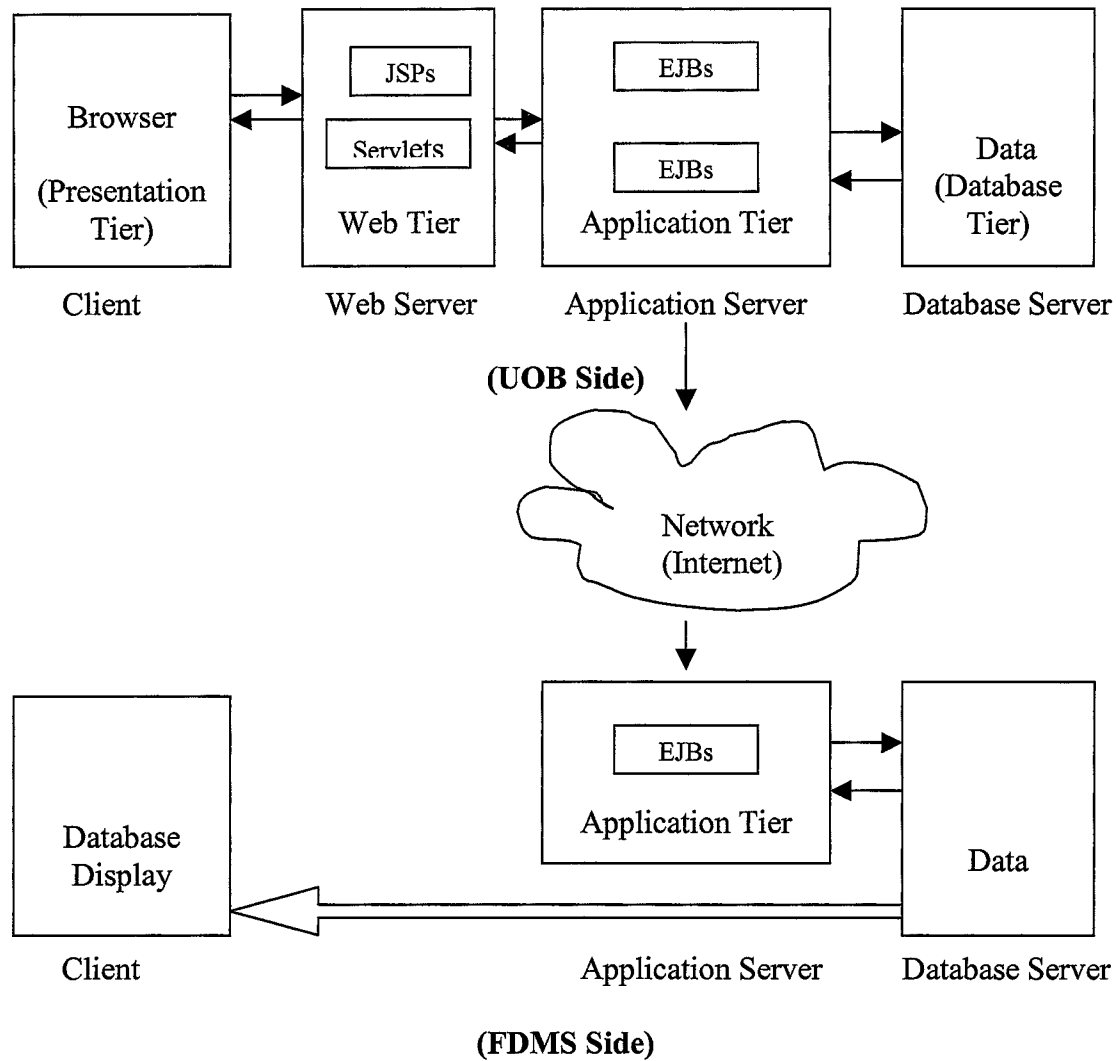 JSPs
Servlets
Browser
(Presentation
Tier)
Web Tier
EJBs
EJBs
Application Tier
Data
(Database
Tier)
Client
Web Server
Application Server
Database Server
(UOB Side)
Network
(Internet)
EJBs
Application Tier
Database
Display
Data
Client
Application Server
Database Server
(FDMS Side)